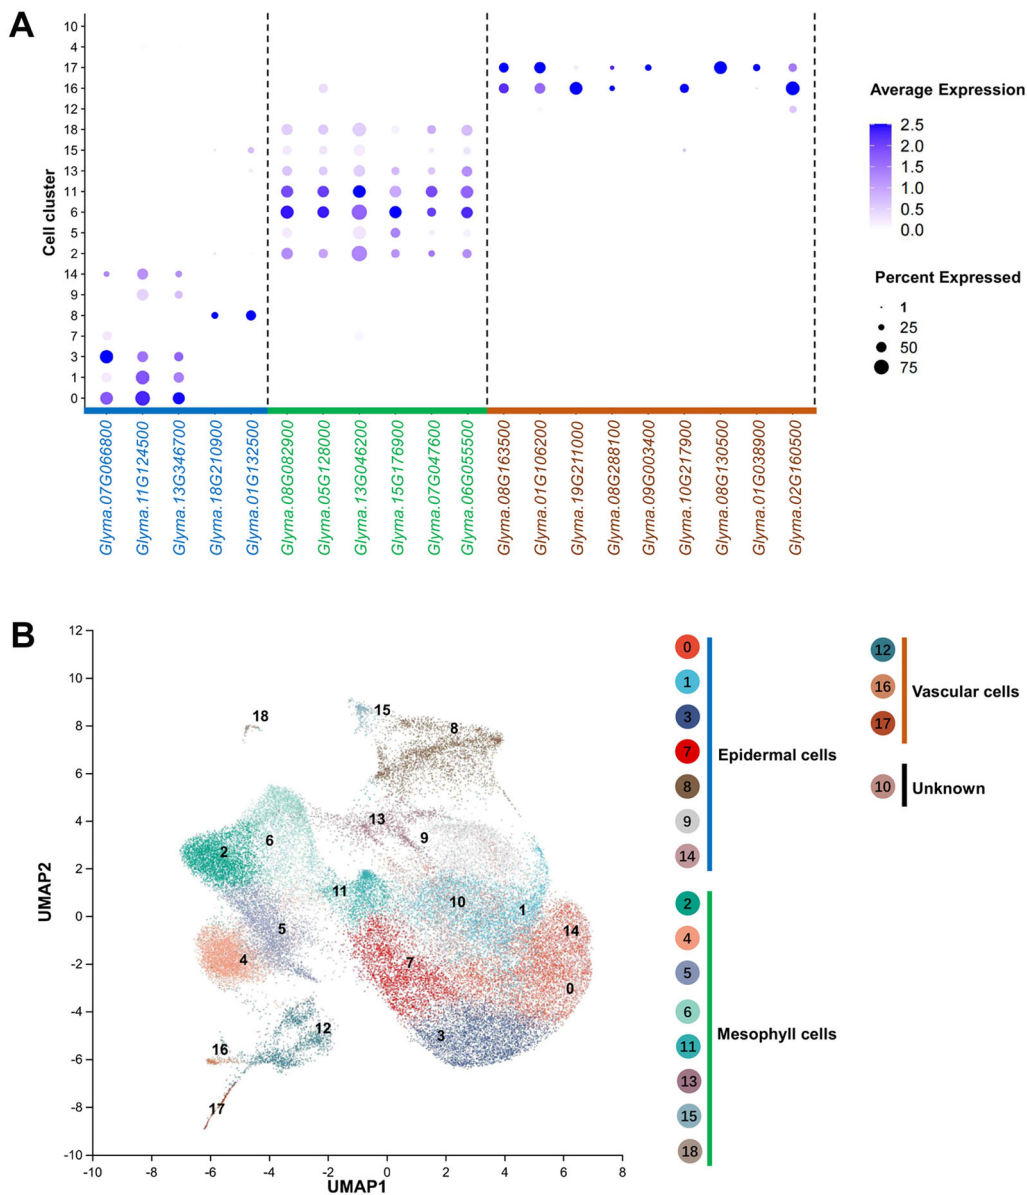 A
10
4
17
16
12
18
15
13
11
6
5
2
14
9
8
7
3
1
0
Cell cluster
Glyma.07G066800
Glyma.11G124500
Glyma.13G346700
Glyma.18G210900
Glyma.01G132500
Glyma.08G082900
Glyma.05G128000
Glyma.13G046200
Glyma.15G176900
Glyma.07G047600
Glyma.06G055500
Glyma.08G163500
Glyma.01G106200
Glyma.19G211000
Glyma.08G288100
Glyma.09G003400
Glyma.10G217900
Glyma.08G130500
Glyma.01G038900
Glyma.02G160500
Average Expression
2.5
2.0
1.5
1.0
0.5
0.0
Percent Expressed
1
25
50
75
B
12
10
8
6
4
2
0
-2
-4
-6
-8
-10
UMAP2
-10
-8
-6
-4
-2
0
2
4
6
8
UMAP1
18
15
8
13
9
6
2
11
10
1
5
14
4
7
0
3
12
16
17
0
1
3
7
8
9
14
Epidermal cells
2
4
5
6
11
13
15
18
Mesophyll cells
12
16
17
Vascular cells
10
Unknown